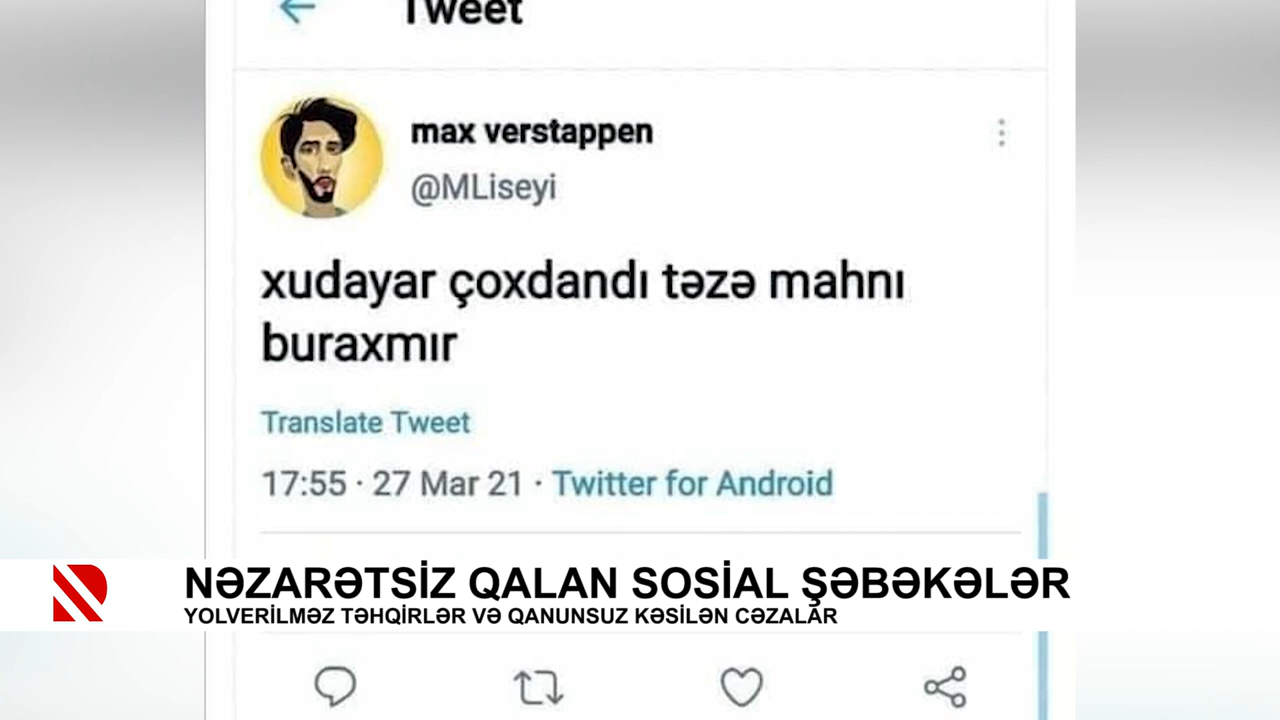 Tweet
max verstappen
@MLiseyi
xudayar çoxdandı təzə mahnı
buraxmır
Translate Tweet
17:55 · 27 Mar 21 · Twitter for Android
NƏZARƏTSİZ QALAN SOSİAL ŞƏBƏKƏLƏR
YOLVERİLMƏZ TƏHQİRLƏR VƏ QANUNSUZ KƏSİLƏN CƏZALAR